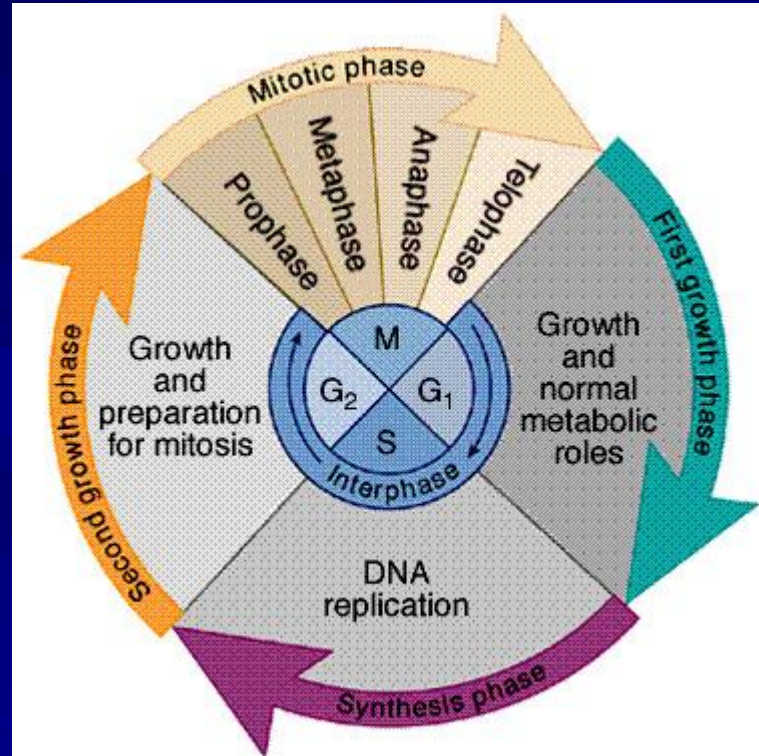 Mitotic phase
Prophase
Metaphase
Anaphase
Telophase
First growth phase
Growth
and
normal
metabolic
roles
Second growth phase
Growth
and
preparation
for mitosis
M
G₂
G₁
S
Interphase
DNA
replication
Synthesis phase